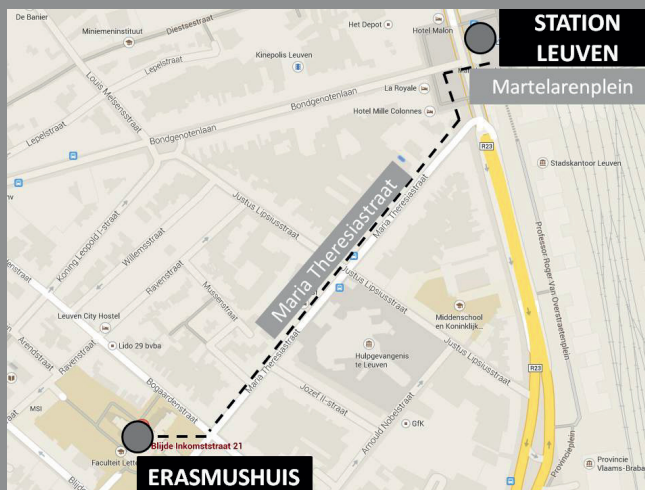 De Banier
Diestsestraat
Miniemeninstituut
Lepelstraat
Het Depot
Hotel Malon
STATION
LEUVEN
Kinepolis Leuven
Martelarenplein
Louis Melsensstraat
La Royale
Bondgenotenlaan
Hotel Mille Colonnes
Lepelstraat
Bondgenotenlaan
R23
Stadskantoor Leuven
Maria Theresiastraat
Maria Theresiastraat
Justus Lipsiusstraat
Koning Leopold I-straat
Willemsstraat
Ravenstraat
Mussenstraat
Professor Roger Van Overstraetenplein
Justus Lipsiusstraat
Leuven City Hostel
Middenschool
en Koninklijk...
Lido 29 bvba
Arendstraat
Ravenstraat
Hulpgevangenis
te Leuven
Justus Lipsiusstraat
Maria Theresiastraat
R23
Bogaardenstraat
Jozef II-straat
Arnould Nobelstraat
MSI
GfK
Blijde Inkomststraat 21
Faculteit Lette
Provincieplein
Provincie
Vlaams-Braba
Blijde
ERASMUSHUIS